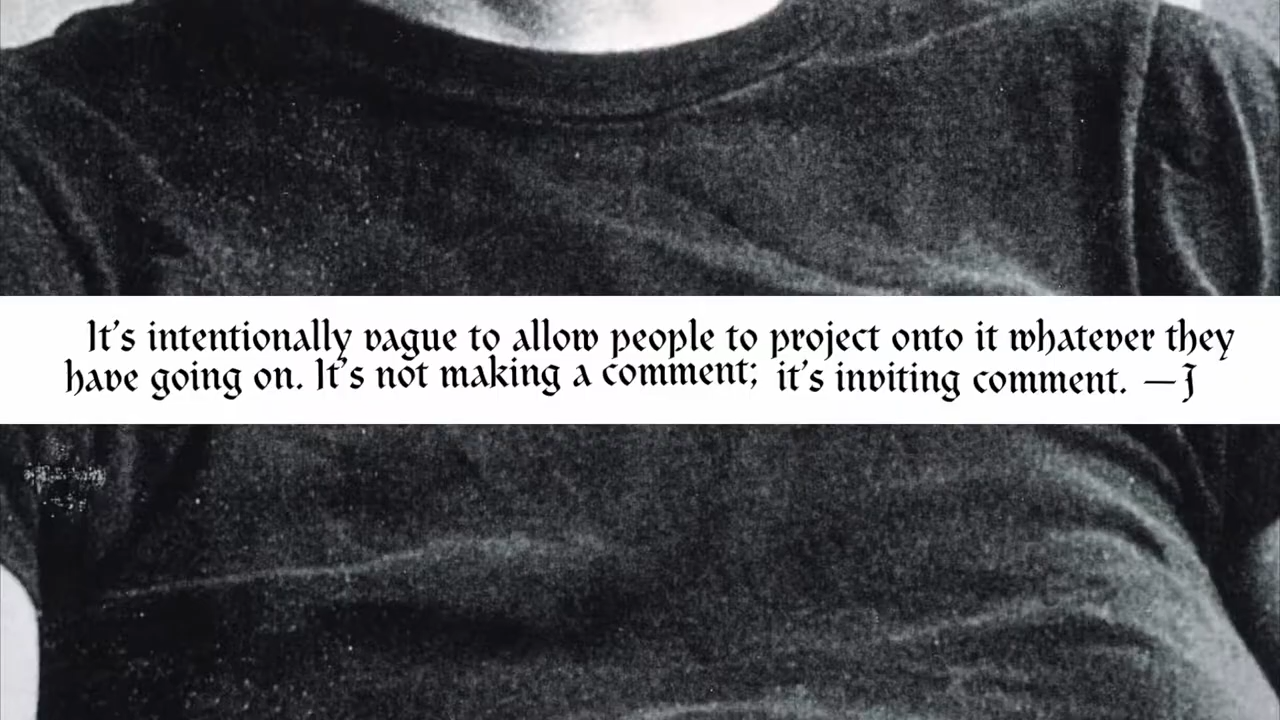 It's intentionally vague to allow people to project onto it whatever they
have going on. It's not making a comment; it's inviting comment. —J